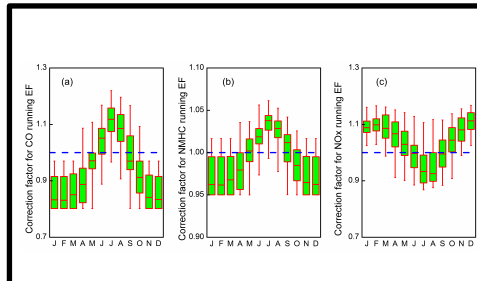 Correction factor for CO running EF
1.3
1.1
0.9
0.7
(a)
J F M A M J J A S O N D
Correction factor for NMHC running EF
1.10
1.05
1.00
0.95
0.90
(b)
J F M A M J J A S O N D
Correction factor for NOx running EF
1.3
1.1
0.9
0.7
(c)
J F M A M J J A S O N D